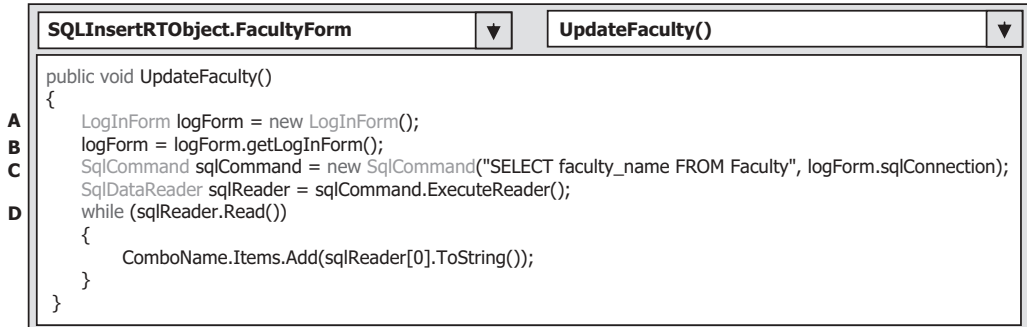 SQLInsertRTObject.FacultyForm UpdateFaculty()
public void UpdateFaculty()
{
A LogInForm logForm = new LogInForm();
B logForm = logForm.getLogInForm();
C SqlCommand sqlCommand = new SqlCommand("SELECT faculty_name FROM Faculty", logForm.sqlConnection);
SqlDataReader sqlReader = sqlCommand.ExecuteReader();
D while (sqlReader.Read())
{
ComboName.Items.Add(sqlReader[0].ToString());
}
}